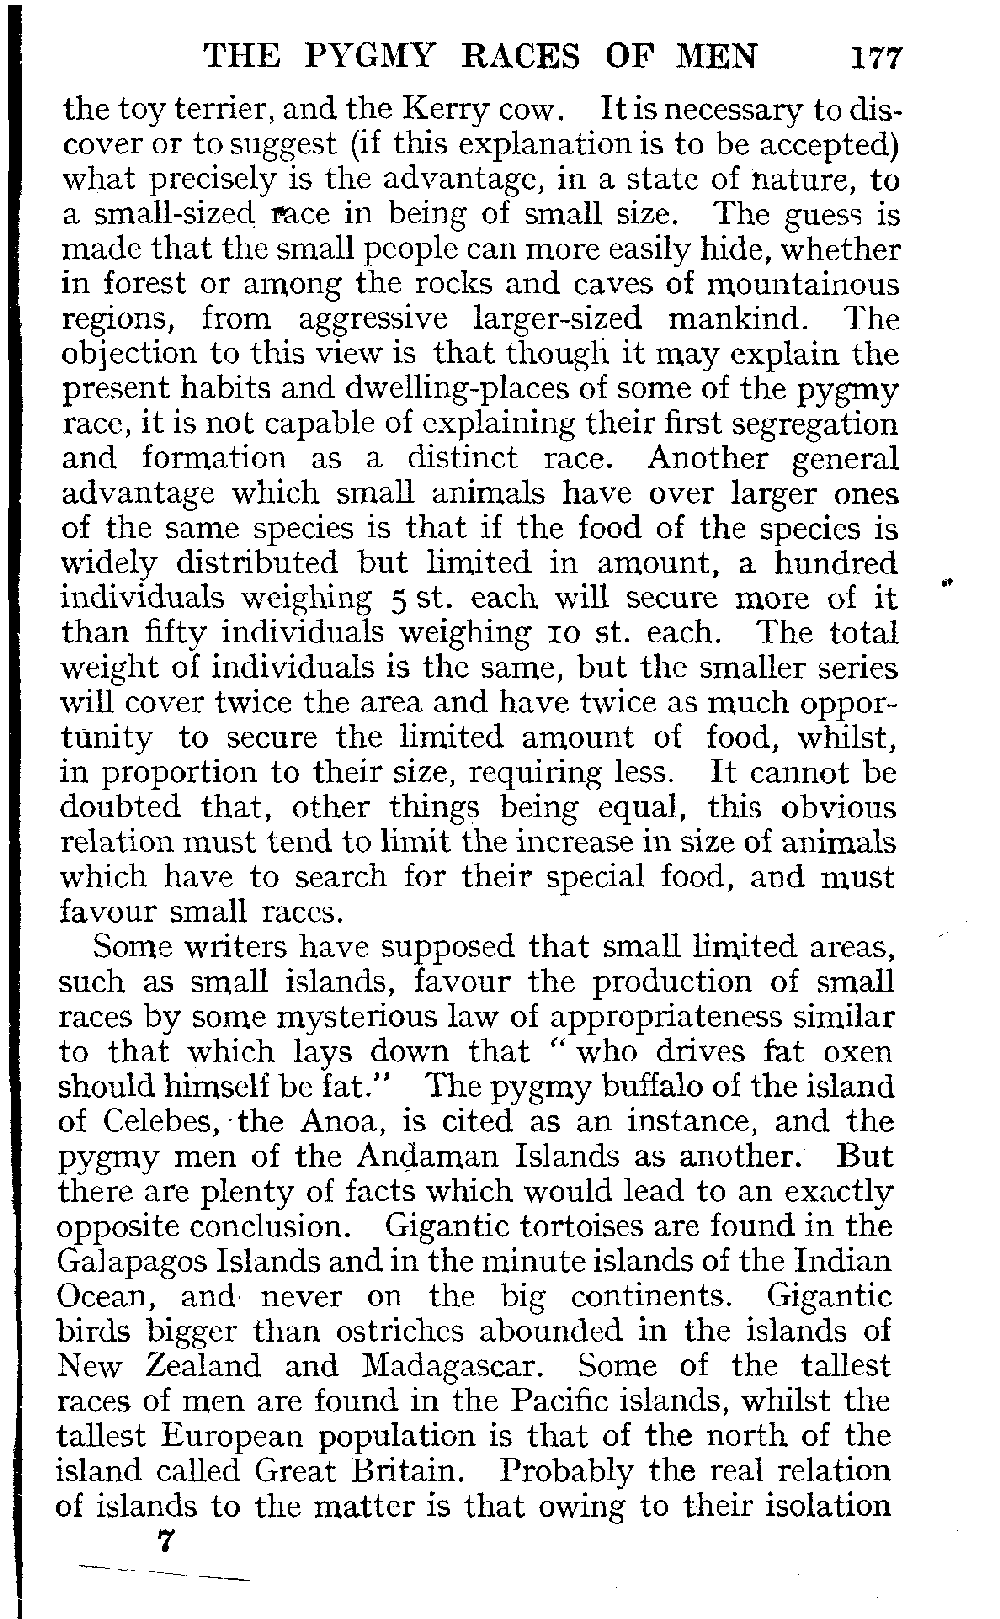 THE PYGMY RACES OF MEN 177
the toy terrier, and the Kerry cow. It is necessary to dis-
cover or to suggest (if this explanation is to be accepted)
what precisely is the advantage, in a state of nature, to
a small-sized race in being of small size. The guess is
made that the small people can more easily hide, whether
in forest or among the rocks and caves of mountainous
regions, from aggressive larger-sized mankind. The
objection to this view is that though it may explain the
present habits and dwelling-places of some of the pygmy
race, it is not capable of explaining their first segregation
and formation as a distinct race. Another general
advantage which small animals have over larger ones
of the same species is that if the food of the species is
widely distributed but limited in amount, a hundred
individuals weighing 5 st. each will secure more of it
than fifty individuals weighing 10 st. each. The total
weight of individuals is the same, but the smaller series
will cover twice the area and have twice as much oppor-
tunity to secure the limited amount of food, whilst,
in proportion to their size, requiring less. It cannot be
doubted that, other things being equal, this obvious
relation must tend to limit the increase in size of animals
which have to search for their special food, and must
favour small races.
Some writers have supposed that small limited areas,
such as small islands, favour the production of small
races by some mysterious law of appropriateness similar
to that which lays down that “ who drives fat oxen
should himself be fat.” The pygmy buffalo of the island
of Celebes, the Anoa, is cited as an instance, and the
pygmy men of the Andaman Islands as another. But
there are plenty of facts which would lead to an exactly
opposite conclusion. Gigantic tortoises are found in the
Galapagos Islands and in the minute islands of the Indian
Ocean, and never on the big continents. Gigantic
birds bigger than ostriches abounded in the islands of
New Zealand and Madagascar. Some of the tallest
races of men are found in the Pacific islands, whilst the
tallest European population is that of the north of the
island called Great Britain. Probably the real relation
of islands to the matter is that owing to their isolation
7